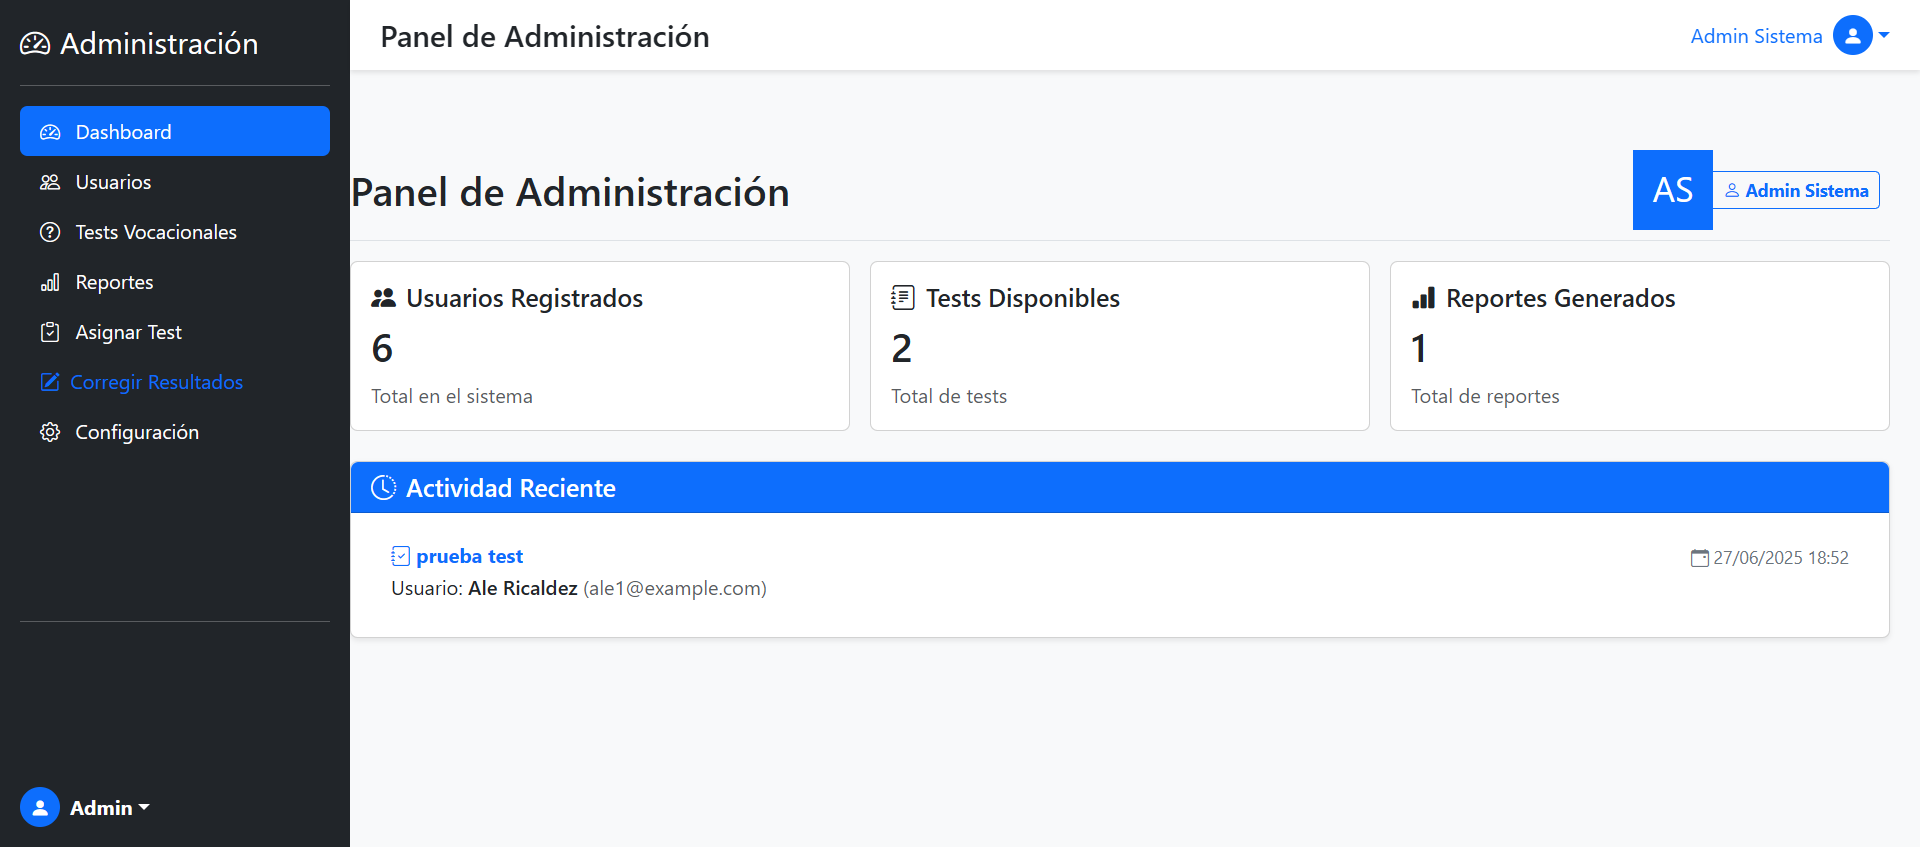 Administración
Dashboard
Usuarios
Tests Vocacionales
Reportes
Asignar Test
Corregir Resultados
Configuración
Admin
Panel de Administración
Admin Sistema
Panel de Administración
AS
Admin Sistema
Usuarios Registrados
6
Total en el sistema
Tests Disponibles
2
Total de tests
Reportes Generados
1
Total de reportes
Actividad Reciente
prueba test
27/06/2025 18:52
Usuario: Ale Ricaldez (ale1@example.com)